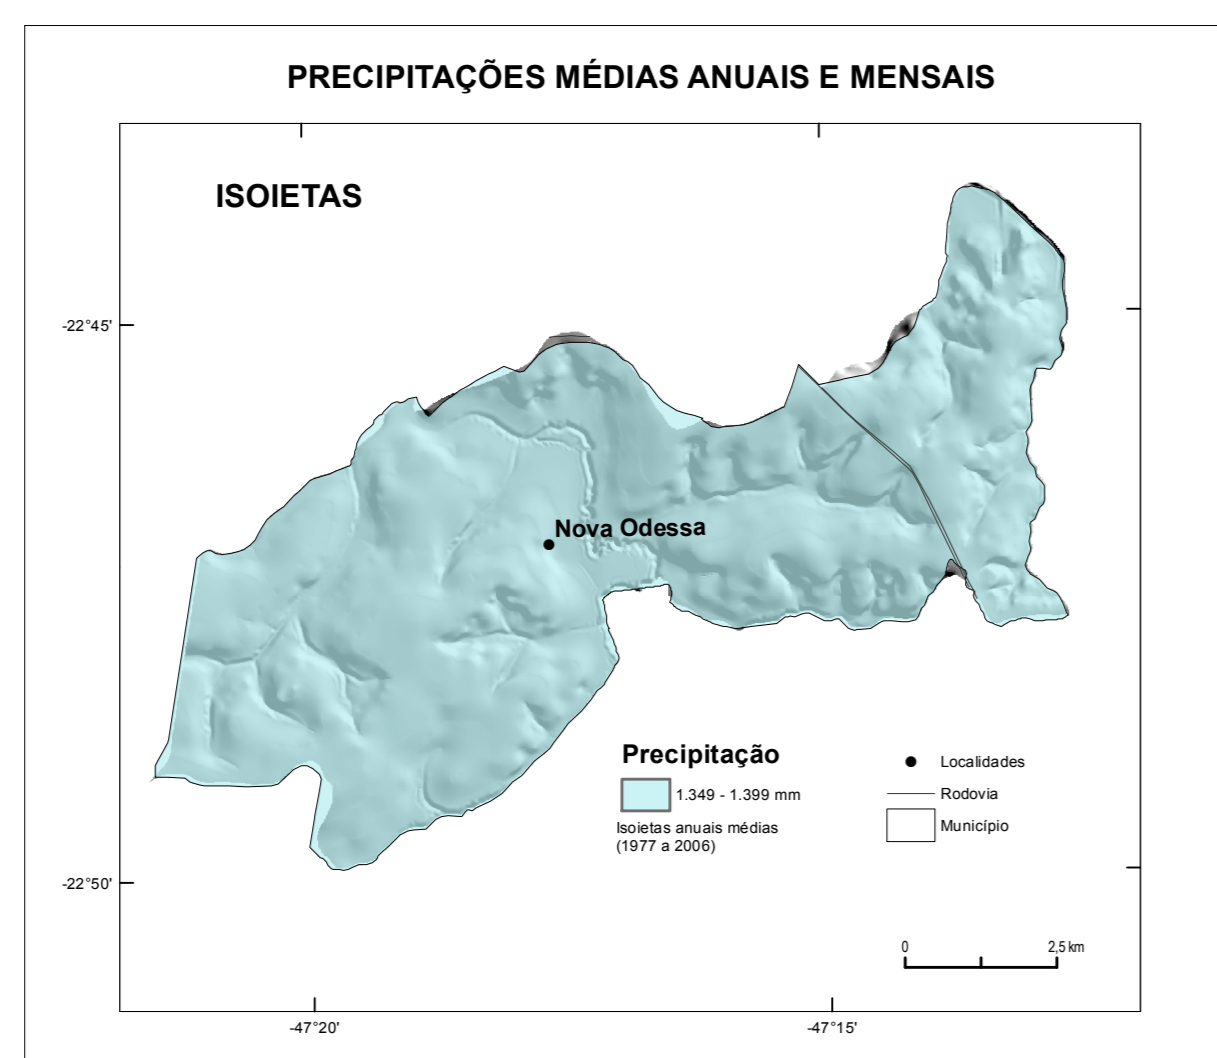 PRECIPITAÇÕES MÉDIAS ANUAIS E MENSAIS
ISOIETAS
-22°45'
Nova Odessa
Precipitação
1.349 - 1.399 mm
Isoietas anuais médias
(1977 a 2006)
Localidades
Rodovia
Município
-22°50'
0 2,5 km
-47°20' -47°15'